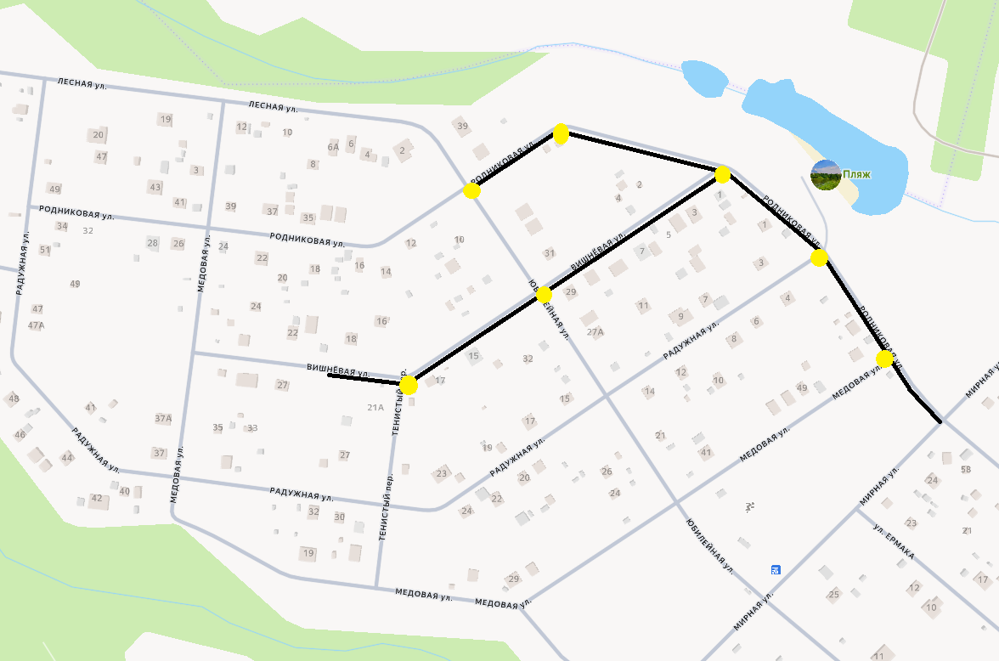 ЛЕСНАЯ ул.
ЛЕСНАЯ ул.
19
12
10
39
20
47
6А
6
4
2
8
3
РОДНИКОВАЯ ул.
Пляж
49
43
41
39
37
35
2
4
1
3
РОДНИКОВАЯ ул.
РОДНИКОВАЯ ул.
34
32
28
26
24
РОДНИКОВАЯ ул.
12
10
5
1
51
22
18
16
14
31
ВИШНЁВАЯ ул.
7
3
РАДУЖНАЯ ул.
МЕДОВАЯ ул.
49
20
29
ЮБИЛЕЙНАЯ ул.
47
47А
24
22
16
18
11
7
9
4
6
8
27А
РОДНИКОВАЯ ул.
РАДУЖНАЯ ул.
ВИШНЁВАЯ ул.
15
32
17
27
12
10
14
49
МЕДОВАЯ ул.
МИРНАЯ ул.
48
41
21А
ТЕНИСТЫЙ пер.
15
17
37А
35
33
46
44
РАДУЖНАЯ ул.
37
27
19
21
41
МЕДОВАЯ ул.
РАДУЖНАЯ ул.
23
20
26
58
24
МЕДОВАЯ ул.
40
42
РАДУЖНАЯ ул.
32
30
24
22
24
МИРНАЯ ул.
ТЕНИСТЫЙ пер.
23
21
19
ЮБИЛЕЙНАЯ ул.
ул. ЕРМАКА
29
МЕДОВАЯ ул.
МЕДОВАЯ ул.
25
12
17
10
МИРНАЯ ул.
11